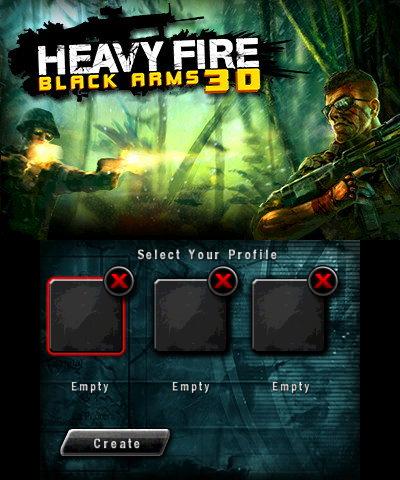 HEAVY FIRE
BLACK ARMS 3D
Select Your Profile
X X X
Empty Empty Empty
Create